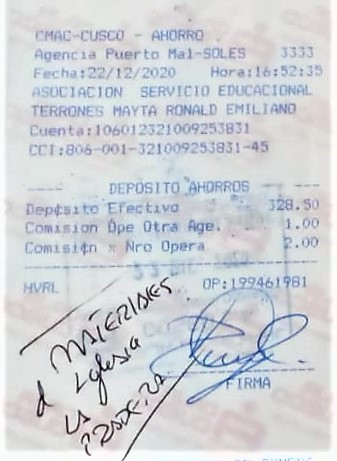 CMAC-CUSCO - AHORRO
Agencia Puerto Mal-SOLES 3333
Fecha:22/12/2020 Hora:16:52:35
ASOCIACION SERVICIO EDUCACIONAL
TERRONES MAYTA RONALD EMILIANO
Cuenta:106012321009253831
CCI:806-001-321009253831-45
DEPOSITO AHORROS
Depósito Efectivo 328.50
Comision Ope Otra Age. 1.00
Comisión x Nro Opera 2.00
MVRL OP:199461981
MATERIALES
d Iglesia
LA
FIRMA